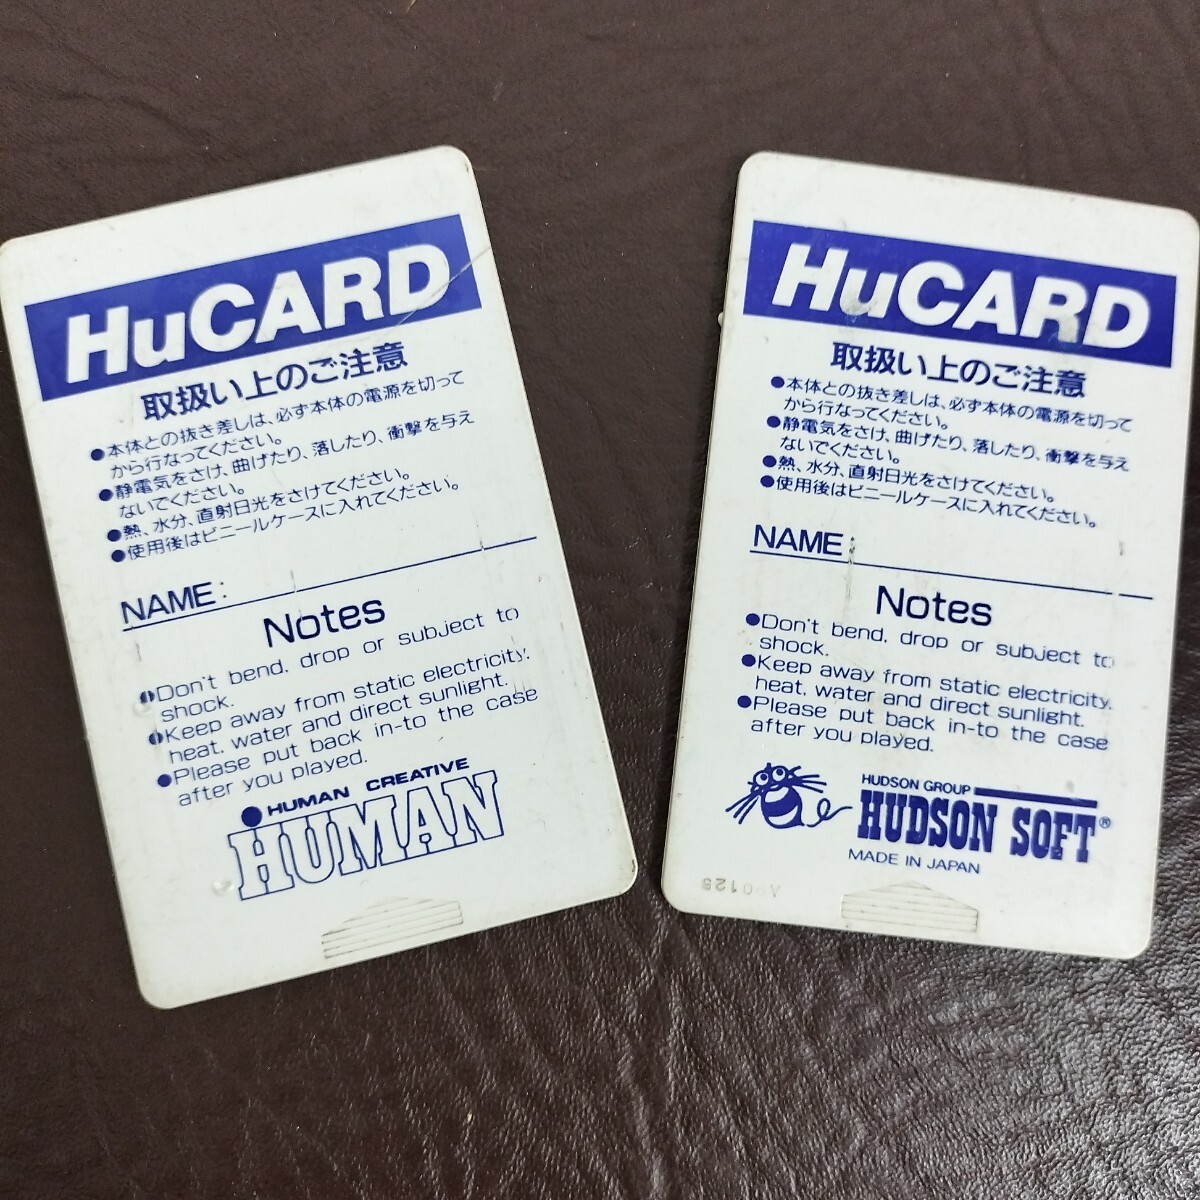 HuCARD
取扱い上のご注意
●本体との抜き差しは、必ず本体の電源を切って
から行なってください。
●静電気をさけ、曲げたり、落したり、衝撃を与え
ないでください。
●熱、水分、直射日光をさけてください。
●使用後はビニールケースに入れてください。
NAME:
Notes
●Don't bend, drop or subject to
shock.
●Keep away from static electricity,
heat, water and direct sunlight.
●Please put back in-to the case
after you played.
HUMAN CREATIVE
HUMAN
HuCARD
取扱い上のご注意
●本体との抜き差しは、必ず本体の電源を切って
から行なってください。
●静電気をさけ、曲げたり、落したり、衝撃を与え
ないでください。
●熱、水分、直射日光をさけてください。
●使用後はビニールケースに入れてください。
NAME:
Notes
●Don't bend, drop or subject to
shock.
●Keep away from static electricity,
heat, water and direct sunlight.
●Please put back in-to the case
after you played.
HUDSON GROUP
HUDSON SOFT®
MADE IN JAPAN